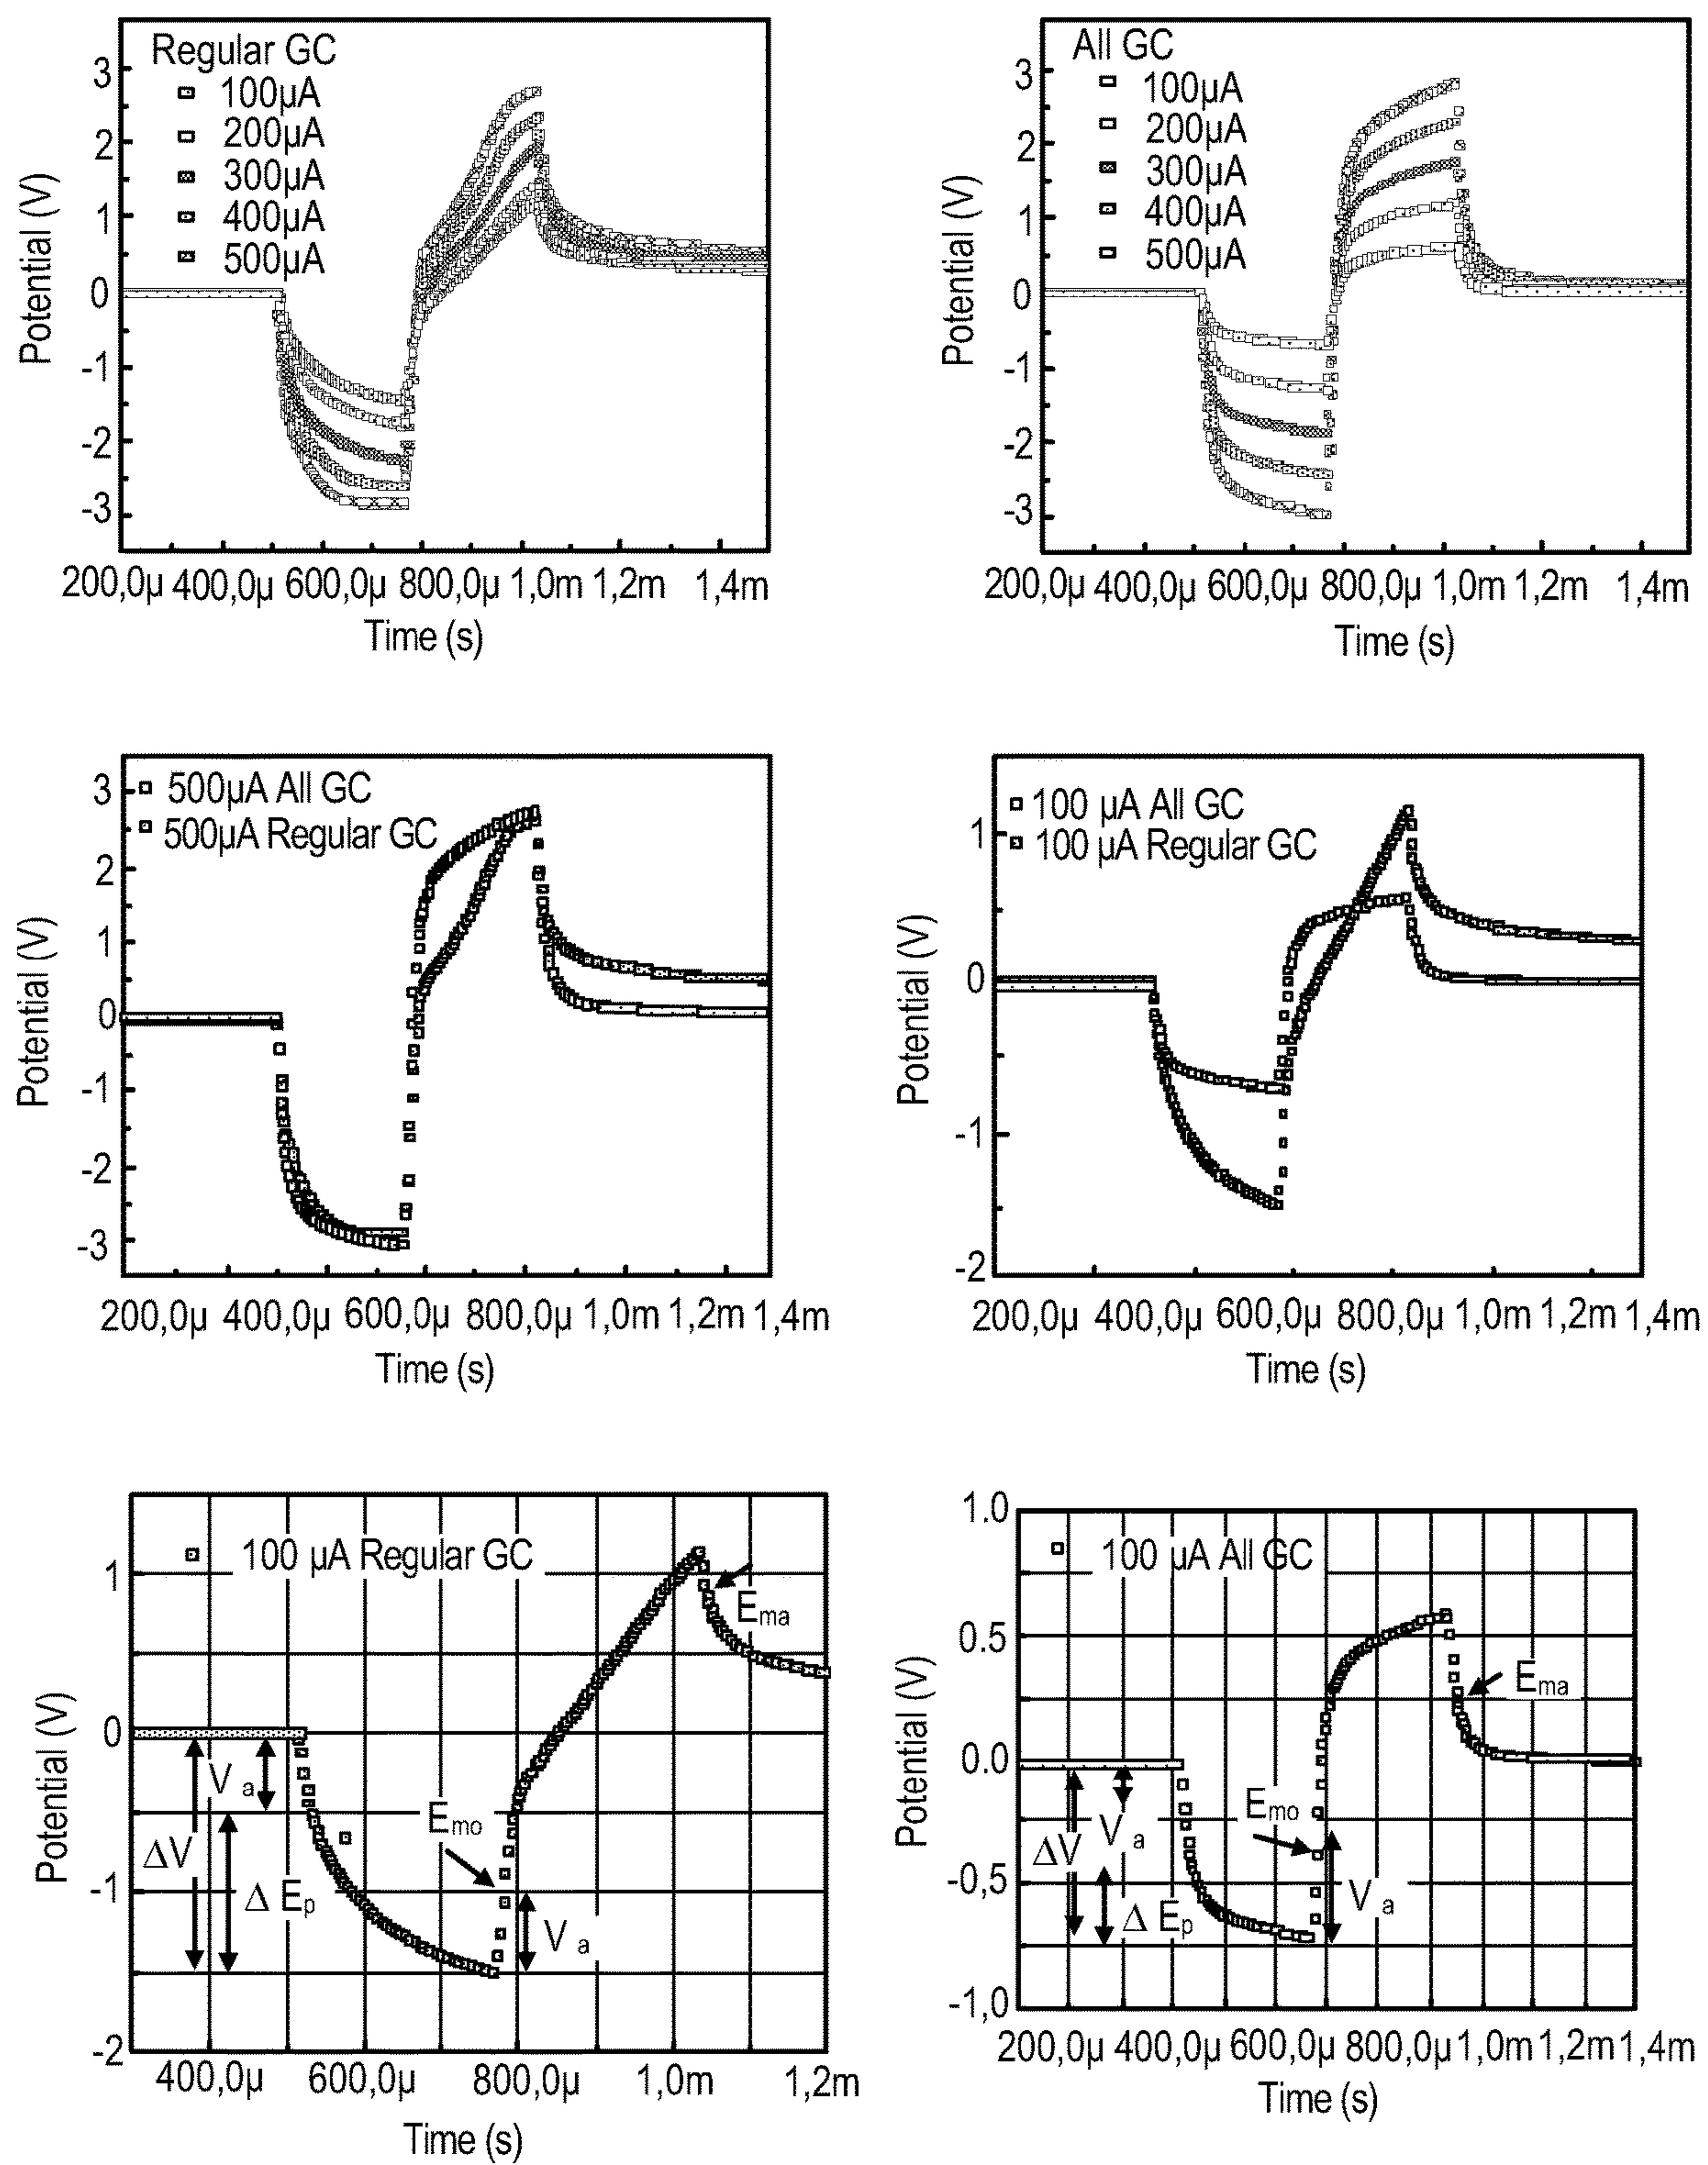 Regular GC
100µA
200µA
300µA
400µA
500µA
3
2
1
0
-1
-2
-3
Potential (V)
200,0µ 400,0µ 600,0µ 800,0µ 1,0m 1,2m 1,4m
Time (s)
All GC
100µA
200µA
300µA
400µA
500µA
3
2
1
0
-1
-2
-3
Potential (V)
200,0µ 400,0µ 600,0µ 800,0µ 1,0m 1,2m 1,4m
Time (s)
500µA All GC
500µA Regular GC
3
2
1
0
-1
-2
-3
Potential (V)
200,0µ 400,0µ 600,0µ 800,0µ 1,0m 1,2m 1,4m
Time (s)
100 µA All GC
100 µA Regular GC
1
0
-1
-2
Potential (V)
200,0µ 400,0µ 600,0µ 800,0µ 1,0m 1,2m 1,4m
Time (s)
100 µA Regular GC
1
0
-1
-2
Potential (V)
Ema
V a
Emo
ΔV
Δ Ep
V a
400,0µ 600,0µ 800,0µ 1,0m 1,2m
Time (s)
100 µA All GC
1.0
0.5
0.0
-0,5
-1,0
Potential (V)
Ema
Emo
V a
ΔV
V a
Δ Ep
200,0µ 400,0µ 600,0µ 800,0µ 1,0m 1,2m 1,4m
Time (s)